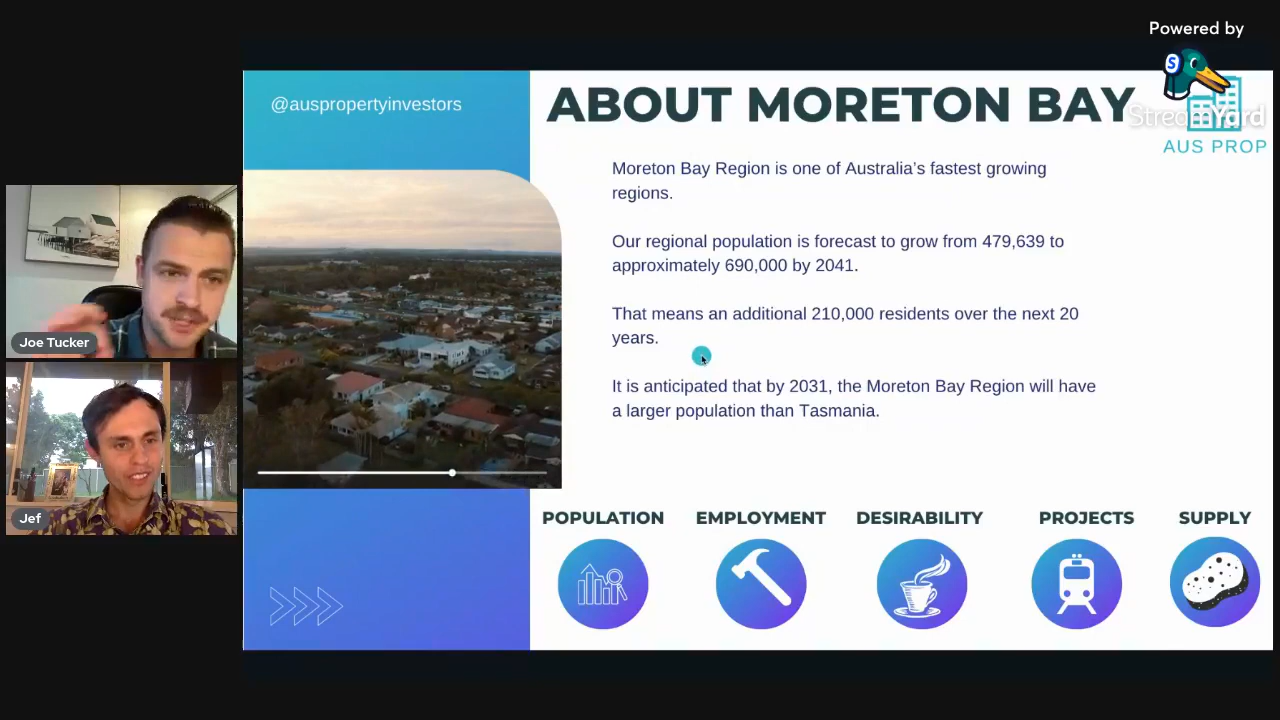 Powered by
S
StreamYard
@auspropertyinvestors
ABOUT MORETON BAY
AUS PROP
Moreton Bay Region is one of Australia’s fastest growing
regions.
Our regional population is forecast to grow from 479,639 to
approximately 690,000 by 2041.
That means an additional 210,000 residents over the next 20
years.
It is anticipated that by 2031, the Moreton Bay Region will have
a larger population than Tasmania.
Joe Tucker
Jef
POPULATION EMPLOYMENT DESIRABILITY PROJECTS SUPPLY